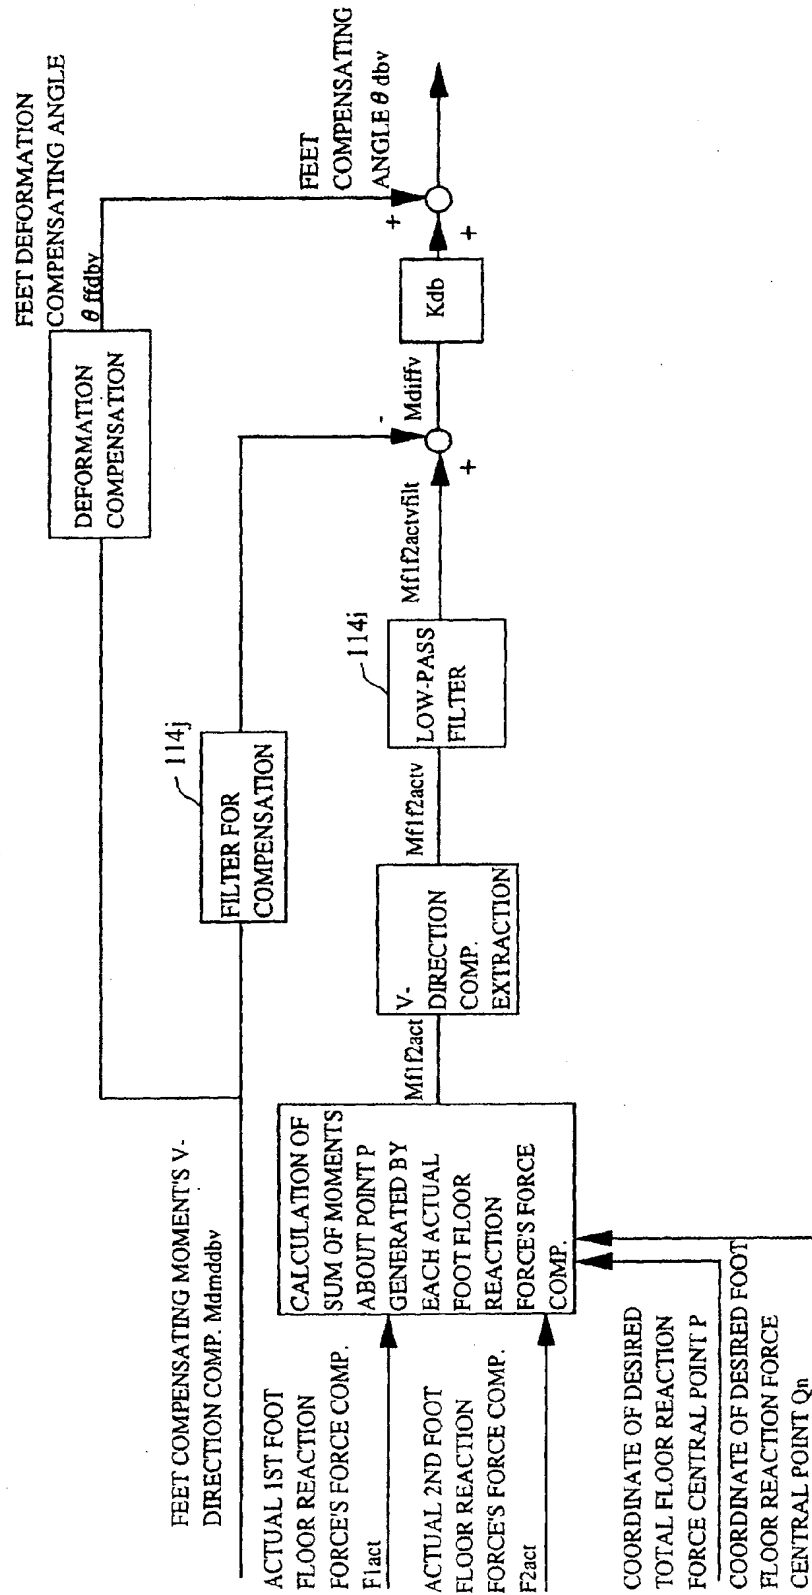 FEET COMPENSATING MOMENT'S V-
DIRECTION COMP. Mdmddbv
ACTUAL 1ST FOOT
FLOOR REACTION
FORCE'S FORCE COMP.
F1act
ACTUAL 2ND FOOT
FLOOR REACTION
FORCE'S FORCE COMP.
F2act
COORDINATE OF DESIRED
TOTAL FLOOR REACTION
FORCE CENTRAL POINT P
COORDINATE OF DESIRED FOOT
FLOOR REACTION FORCE
CENTRAL POINT Qn
CALCULATION OF
SUM OF MOMENTS
ABOUT POINT P
GENERATED BY
EACH ACTUAL
FOOT FLOOR
REACTION
FORCE'S FORCE
COMP.
Mf1f2act
V-
DIRECTION
COMP.
EXTRACTION
Mf1f2actv
114j
FILTER FOR
COMPENSATION
114i
LOW-PASS
FILTER
Mf1f2actvfilt
+
-
Mdiffv
DEFORMATION
COMPENSATION
FEET DEFORMATION
COMPENSATING ANGLE
θ ffdbv
Kdb
+
+
FEET
COMPENSATING
ANGLE θ dbv